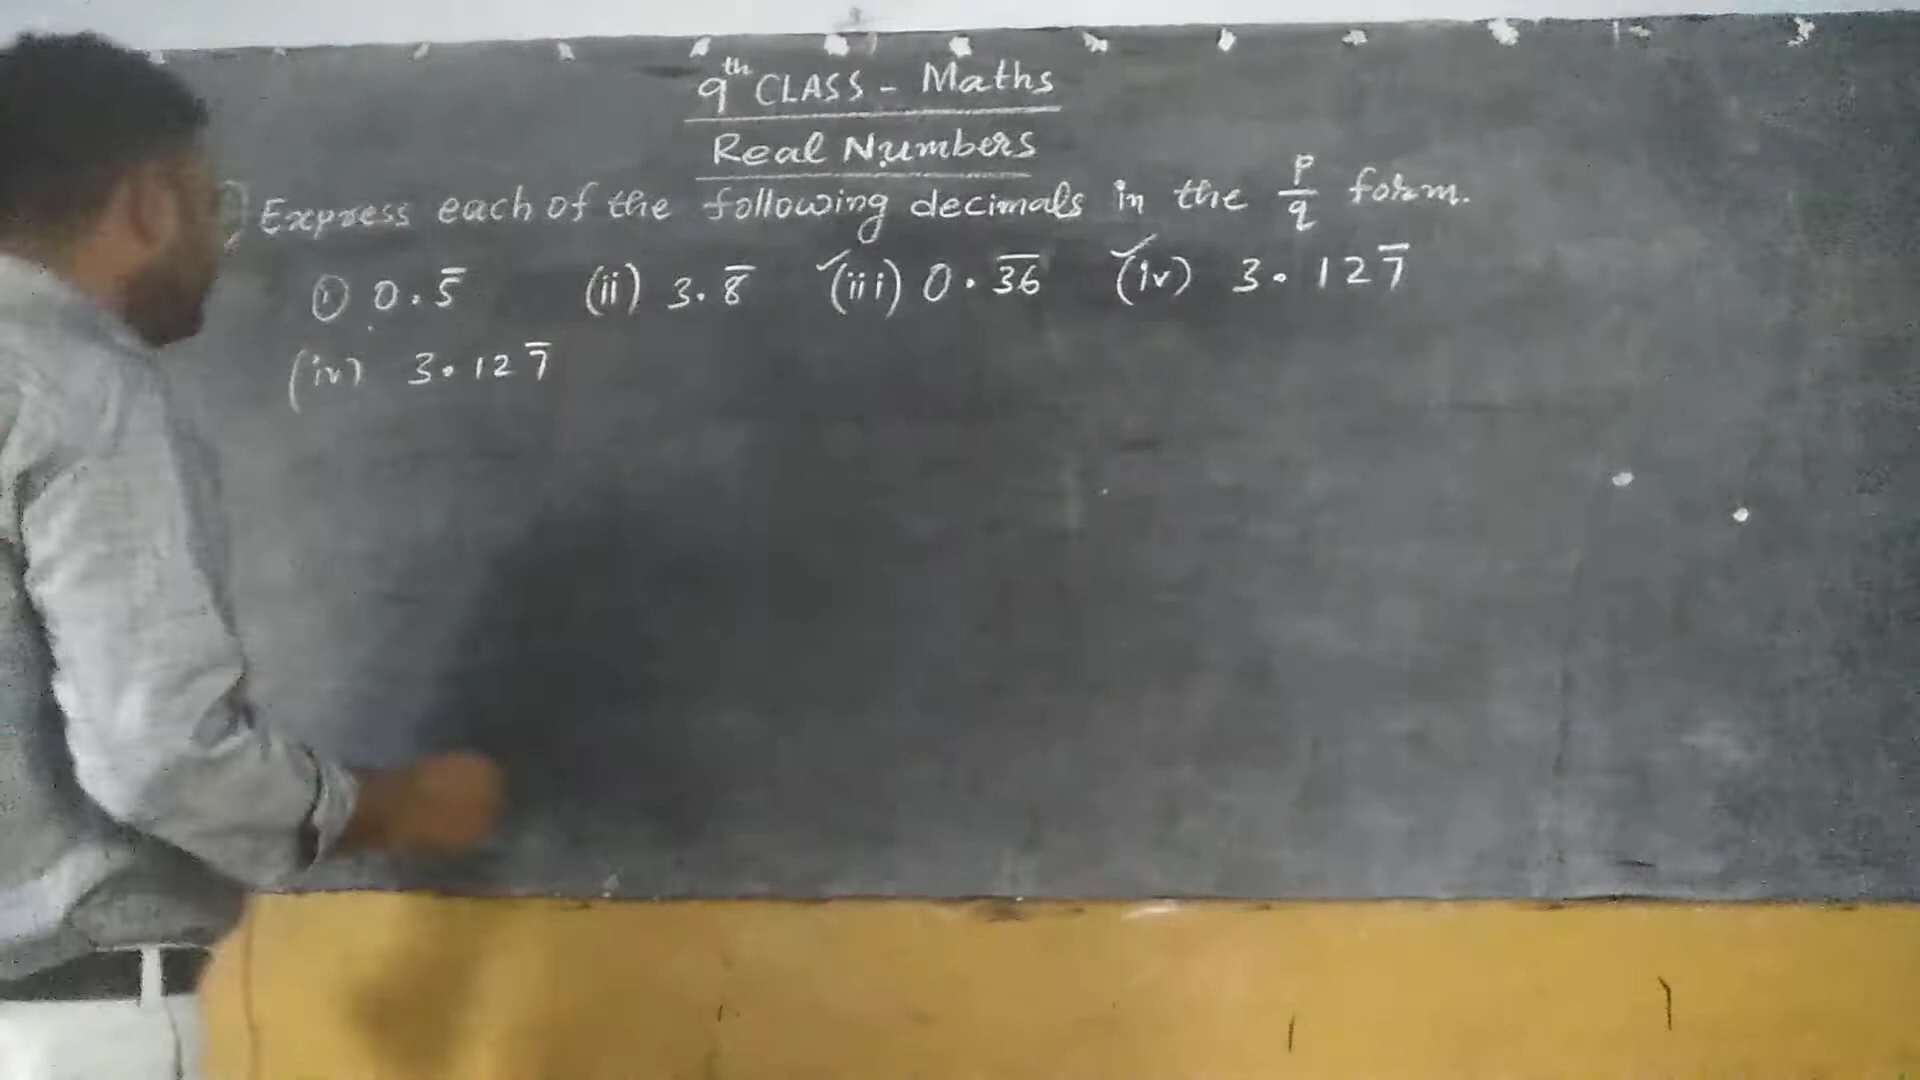 9th CLASS - Maths
Real Numbers
Express each of the following decimals in the p/q form.
(i) 0.5̅ (ii) 3.8̅ (iii) 0.3̅6̅ (iv) 3.127̅
(iv) 3.127̅